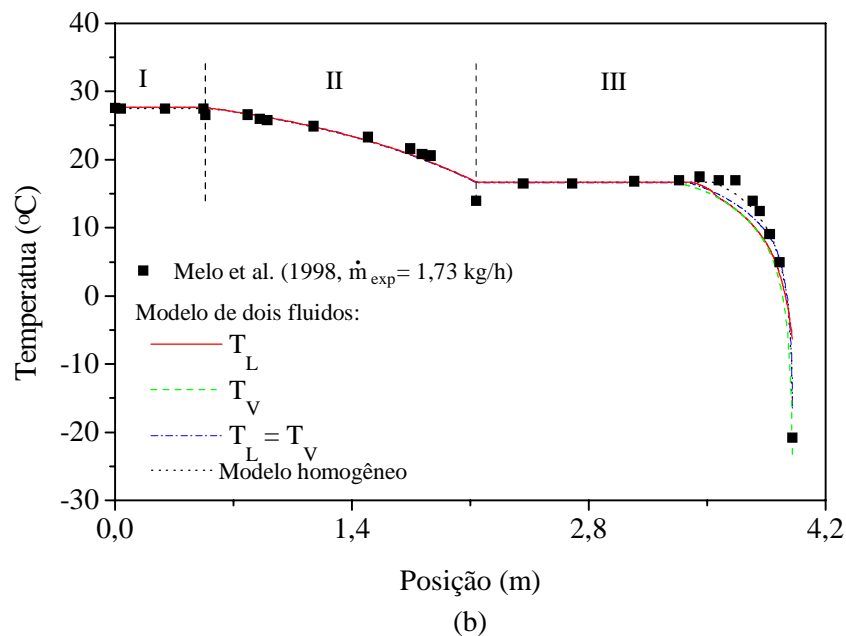 40
30
20
10
0
-10
-20
-30
Temperatua (ºC)
I
II
III
Melo et al. (1998, ṁexp= 1,73 kg/h)
Modelo de dois fluidos:
TL
TV
TL = TV
Modelo homogêneo
0,0
1,4
2,8
4,2
Posição (m)
(b)